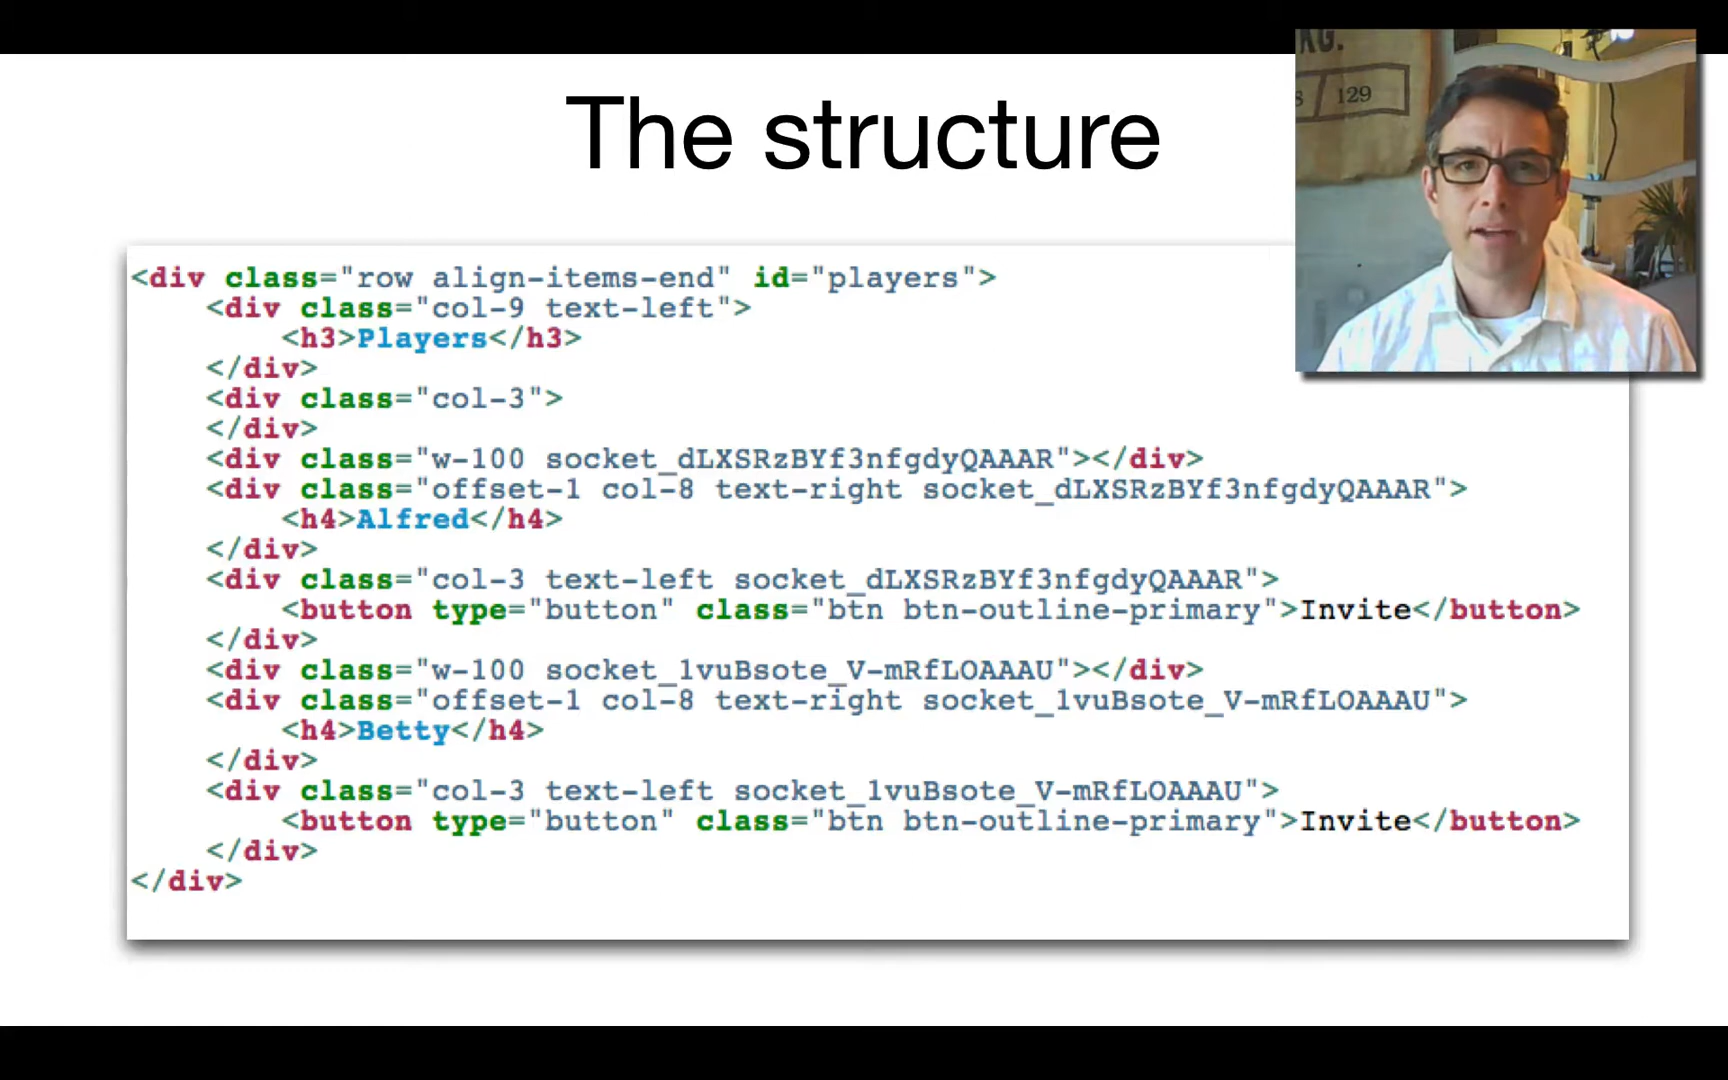 The structure
KG.
8 129
<div class="row align-items-end" id="players">
<div class="col-9 text-left">
<h3>Players</h3>
</div>
<div class="col-3">
</div>
<div class="w-100 socket_dLXSRzBYf3nfgdyQAAAR"></div>
<div class="offset-1 col-8 text-right socket_dLXSRzBYf3nfgdyQAAAR">
<h4>Alfred</h4>
</div>
<div class="col-3 text-left socket_dLXSRzBYf3nfgdyQAAAR">
<button type="button" class="btn btn-outline-primary">Invite</button>
</div>
<div class="w-100 socket_1vuBsote_V-mRfLOAAAU"></div>
<div class="offset-1 col-8 text-right socket_1vuBsote_V-mRfLOAAAU">
<h4>Betty</h4>
</div>
<div class="col-3 text-left socket_1vuBsote_V-mRfLOAAAU">
<button type="button" class="btn btn-outline-primary">Invite</button>
</div>
</div>